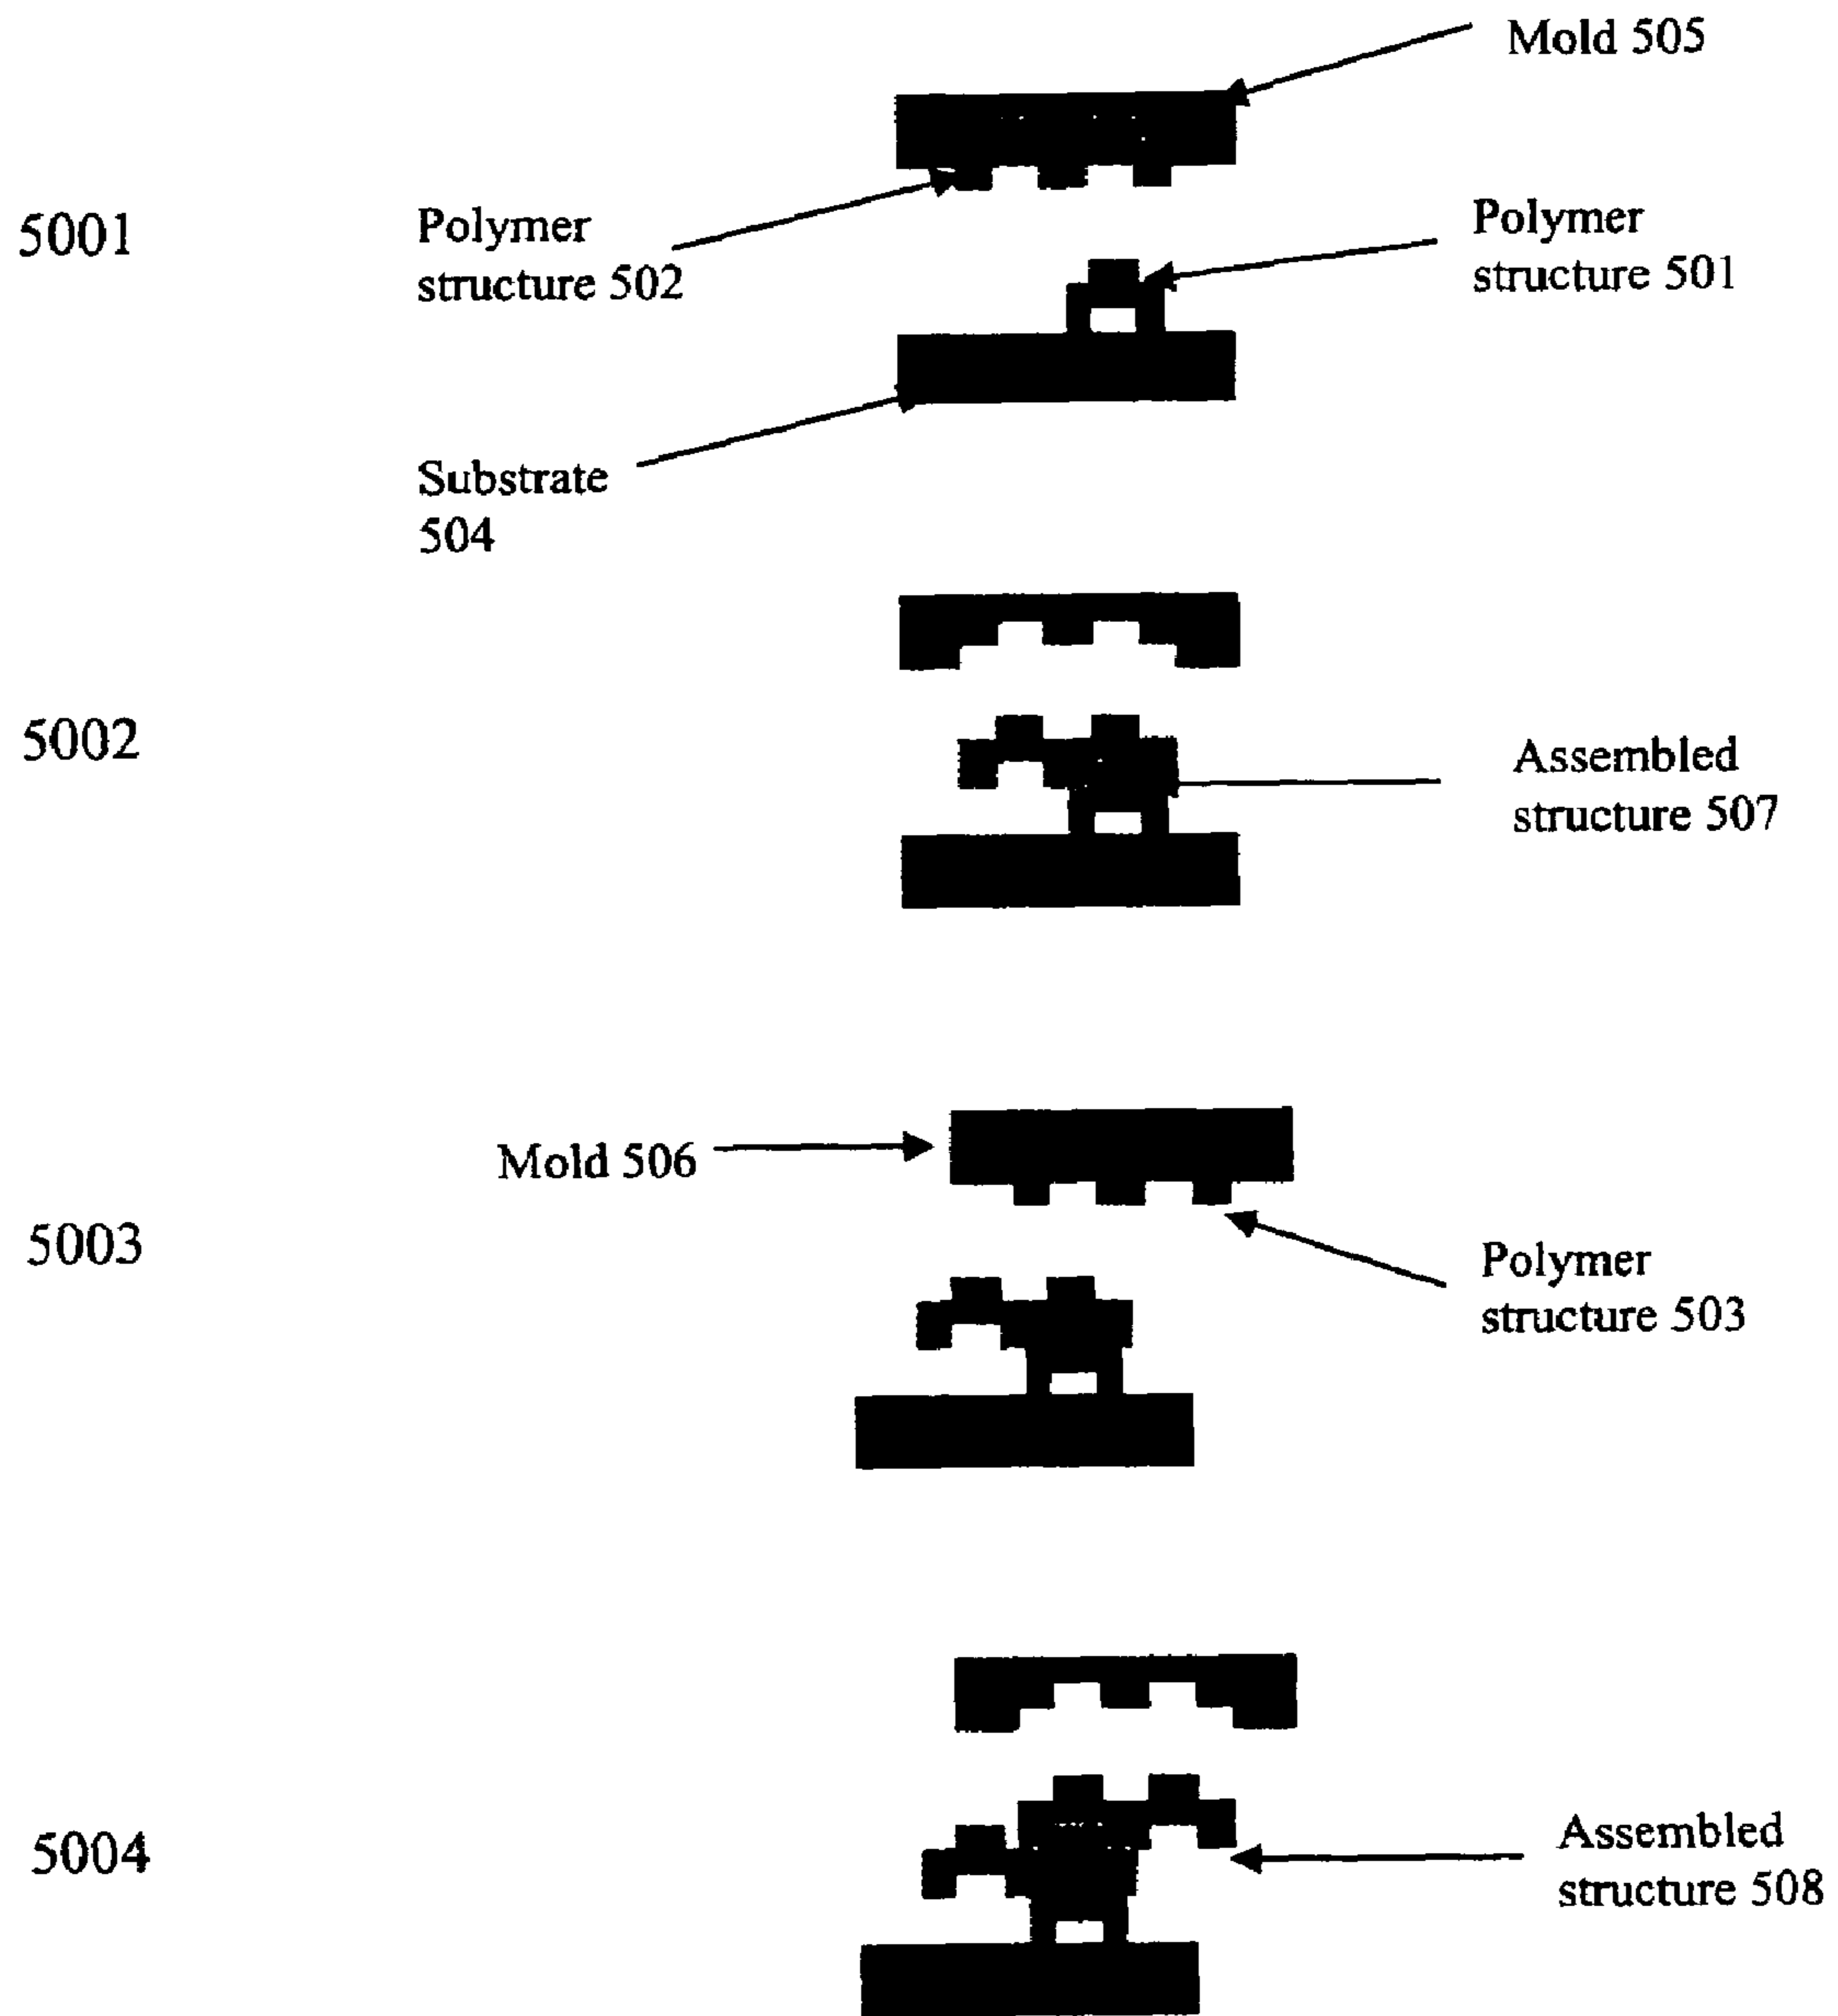 Mold 505
5001
Polymer
structure 502
Polymer
structure 501
Substrate
504
5002
Assembled
structure 507
Mold 506
5003
Polymer
structure 503
5004
Assembled
structure 508